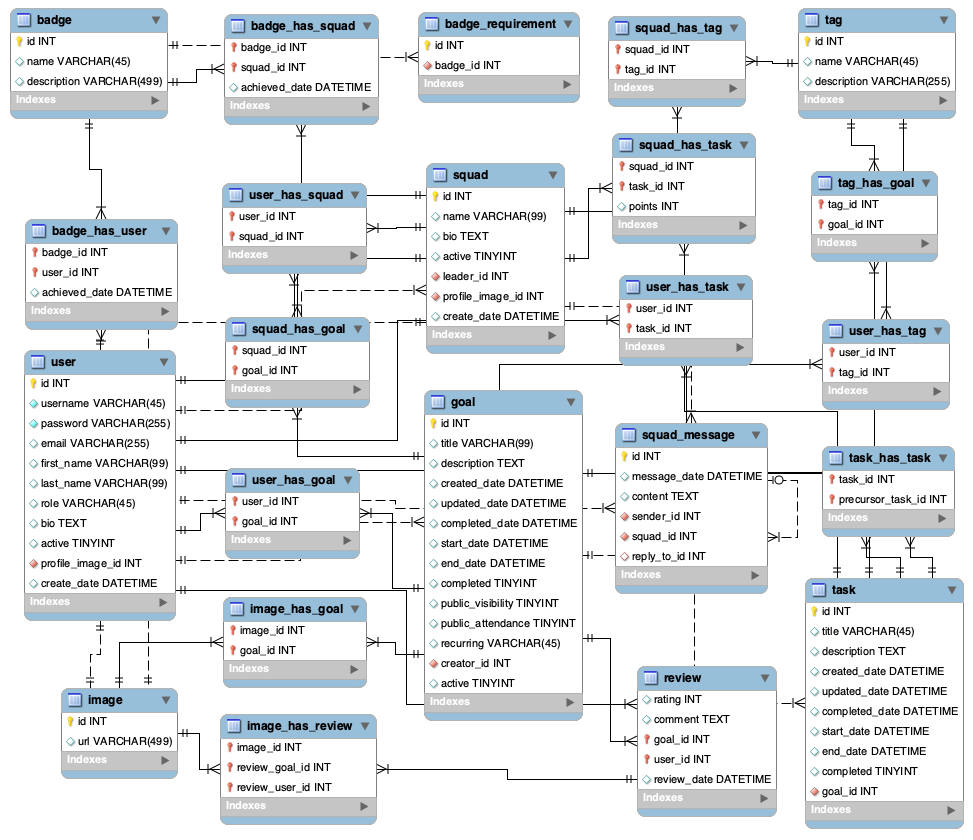 badge
id INT
name VARCHAR(45)
description VARCHAR(499)
Indexes
badge_has_squad
badge_id INT
squad_id INT
achieved_date DATETIME
Indexes
badge_requirement
id INT
badge_id INT
Indexes
squad_has_tag
squad_id INT
tag_id INT
Indexes
tag
id INT
name VARCHAR(45)
description VARCHAR(255)
Indexes
badge_has_user
badge_id INT
user_id INT
achieved_date DATETIME
Indexes
user_has_squad
user_id INT
squad_id INT
Indexes
squad
id INT
name VARCHAR(99)
bio TEXT
active TINYINT
leader_id INT
profile_image_id INT
create_date DATETIME
Indexes
squad_has_task
squad_id INT
task_id INT
points INT
Indexes
tag_has_goal
tag_id INT
goal_id INT
Indexes
squad_has_goal
squad_id INT
goal_id INT
Indexes
user_has_task
user_id INT
task_id INT
Indexes
user_has_tag
user_id INT
tag_id INT
Indexes
user
id INT
username VARCHAR(45)
password VARCHAR(255)
email VARCHAR(255)
first_name VARCHAR(99)
last_name VARCHAR(99)
role VARCHAR(45)
bio TEXT
active TINYINT
profile_image_id INT
create_date DATETIME
Indexes
user_has_goal
user_id INT
goal_id INT
Indexes
goal
id INT
title VARCHAR(99)
description TEXT
created_date DATETIME
updated_date DATETIME
completed_date DATETIME
start_date DATETIME
end_date DATETIME
completed TINYINT
public_visibility TINYINT
public_attendance TINYINT
recurring VARCHAR(45)
creator_id INT
active TINYINT
Indexes
squad_message
id INT
message_date DATETIME
content TEXT
sender_id INT
squad_id INT
reply_to_id INT
Indexes
task_has_task
task_id INT
precursor_task_id INT
Indexes
image_has_goal
image_id INT
goal_id INT
Indexes
task
id INT
title VARCHAR(45)
description TEXT
created_date DATETIME
updated_date DATETIME
completed_date DATETIME
start_date DATETIME
end_date DATETIME
completed TINYINT
goal_id INT
Indexes
image
id INT
url VARCHAR(499)
Indexes
image_has_review
image_id INT
review_goal_id INT
review_user_id INT
Indexes
review
rating INT
comment TEXT
goal_id INT
user_id INT
review_date DATETIME
Indexes